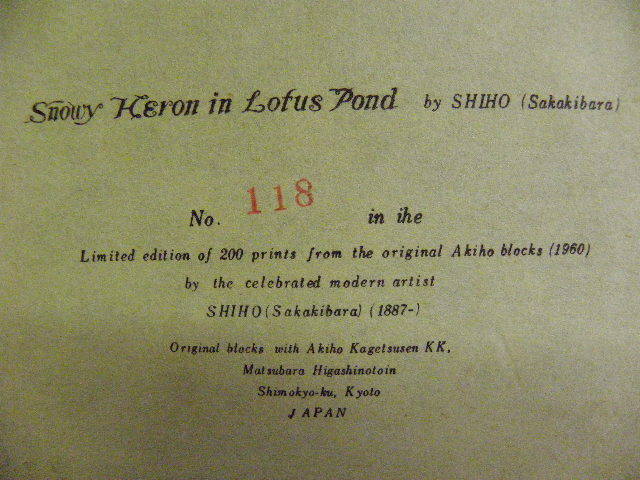 Snowy Heron in Lotus Pond by SHIHO (Sakakibara)
No. 118 in the
Limited edition of 200 prints from the original Akiho blocks (1960)
by the celebrated modern artist
SHIHO (Sakakibara) (1887-)
Original blocks with Akiho Kagetsusen KK,
Matsubara Higashinotoin
Shimokyo-ku, Kyoto
JAPAN